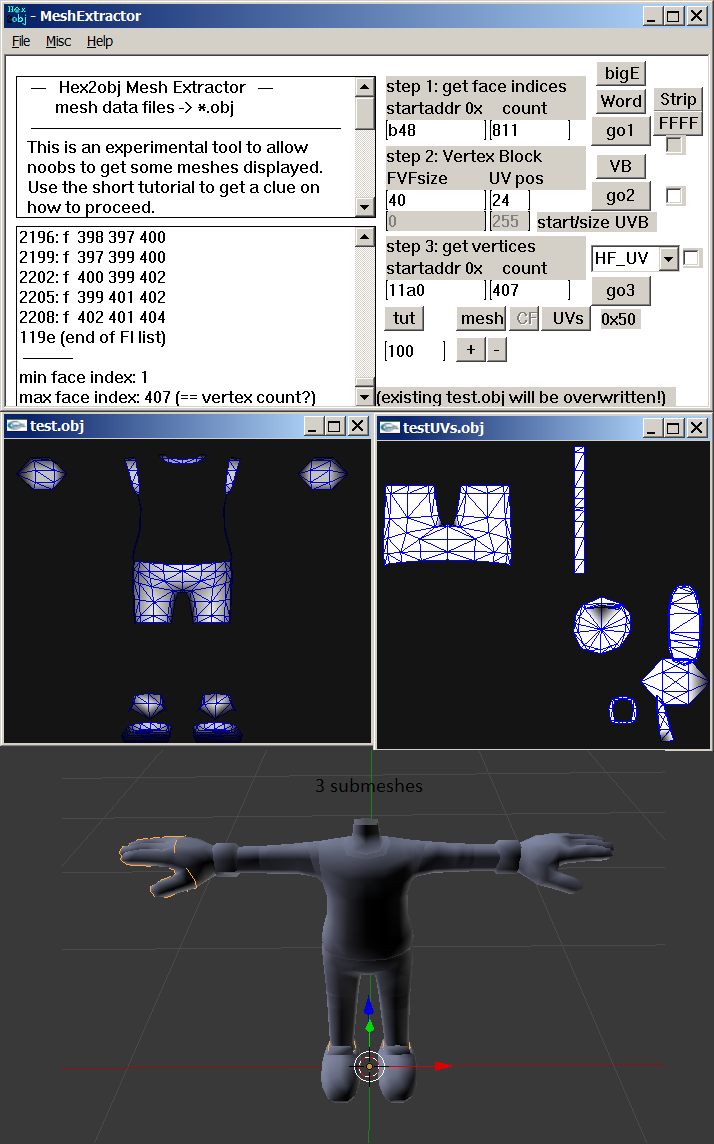 Hex
obj
- MeshExtractor
File Misc Help
— Hex2obj Mesh Extractor —
mesh data files -> *.obj
This is an experimental tool to allow
noobs to get some meshes displayed.
Use the short tutorial to get a clue on
how to proceed.
2196: f 398 397 400
2199: f 397 399 400
2202: f 400 399 402
2205: f 399 401 402
2208: f 402 401 404
119e (end of FI list)
min face index: 1
max face index: 407 (== vertex count?)
step 1: get face indices
startaddr 0x count
b48 811
bigE
Word Strip
go1 FFFF
step 2: Vertex Block
FVFsize UV pos
40 24
0 255 start/size UVB
VB
go2
step 3: get vertices
startaddr 0x count
11a0 407
HF_UV
go3
tut mesh CF UVs 0x50
100 + -
(existing test.obj will be overwritten!)
test.obj
testUVs.obj
3 submeshes